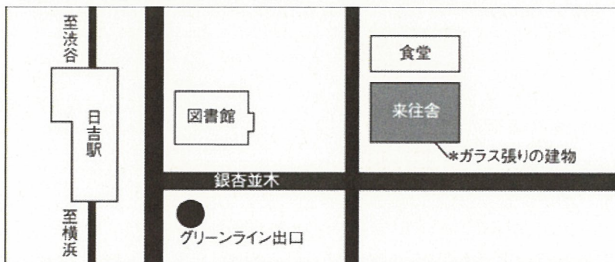 至渋谷
日吉駅
至横浜
図書館
銀杏並木
グリーンライン出口
食堂
来往舎
*ガラス張りの建物